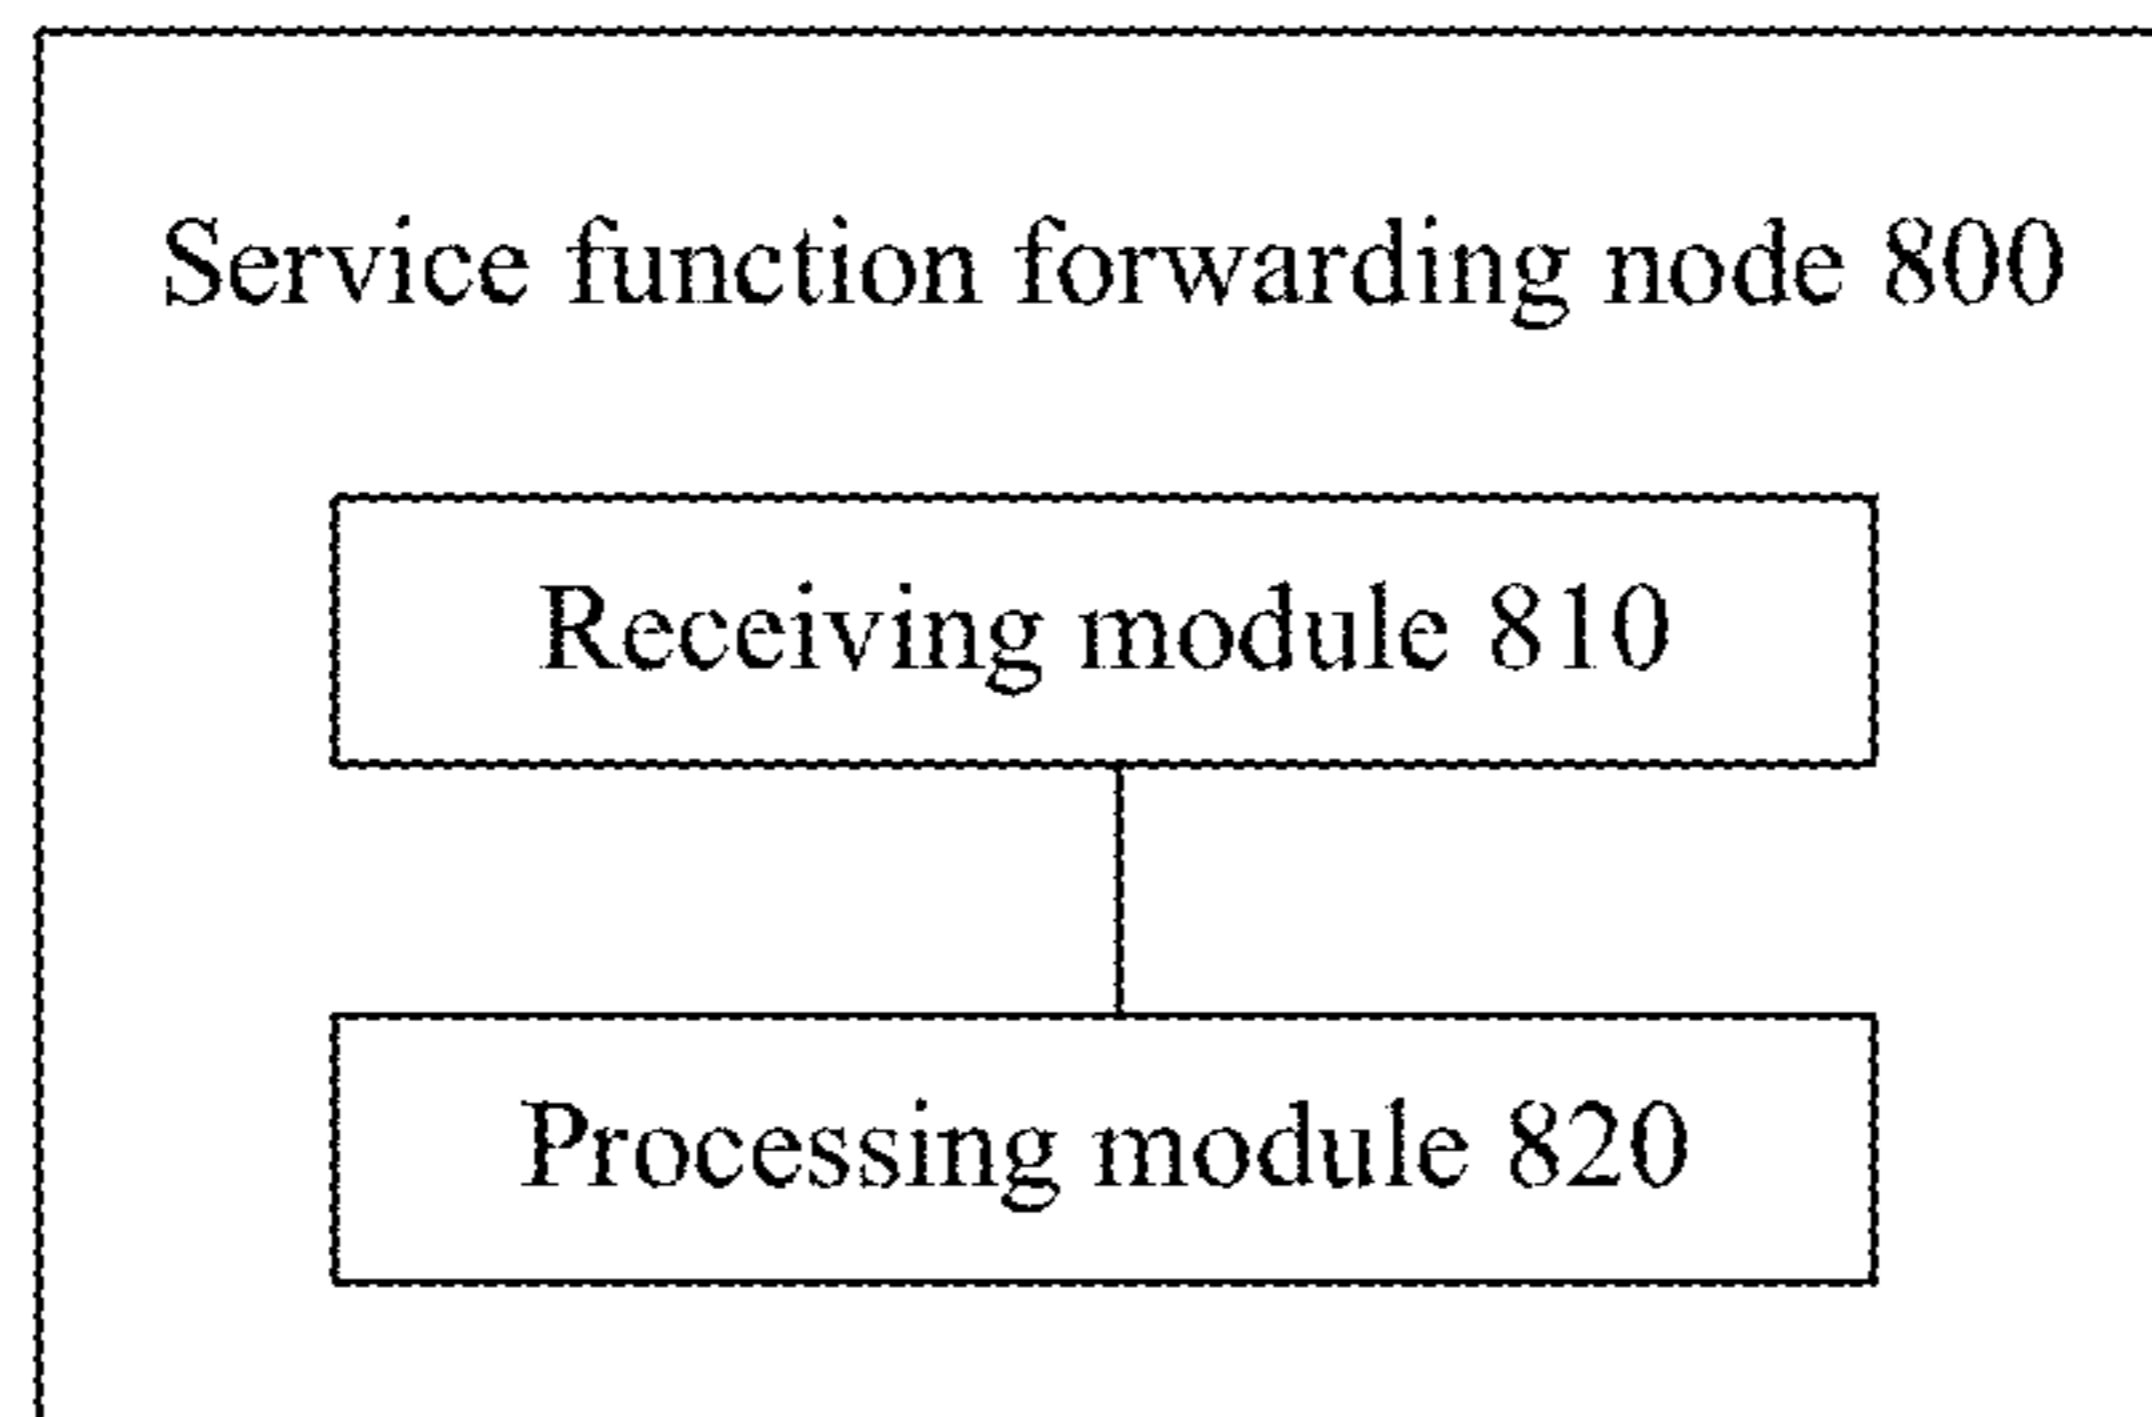 Service function forwarding node 800
Receiving module 810
Processing module 820